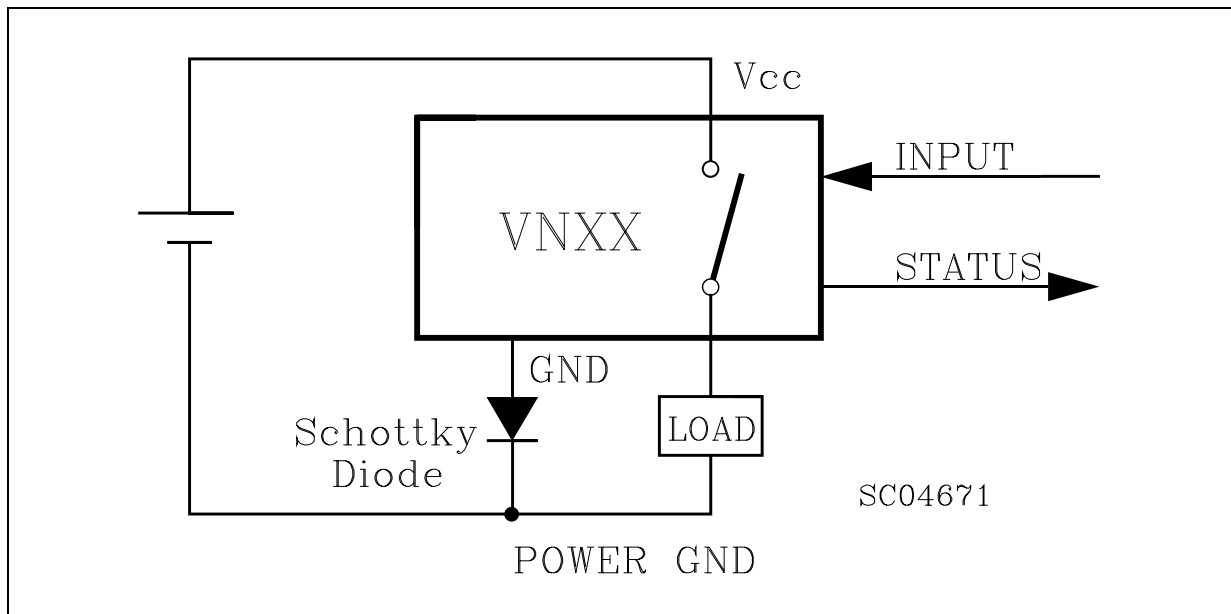 Vcc
INPUT
VNXX
STATUS
GND
Schottky
Diode
LOAD
SC04671
POWER GND